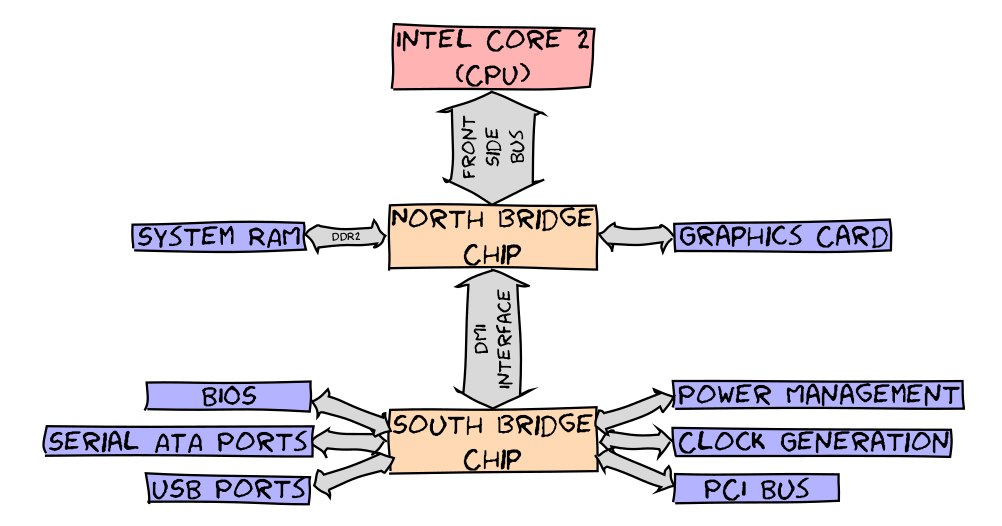 INTEL CORE 2
(CPU)
FRONT
SIDE
BUS
SYSTEM RAM
DDR2
NORTH BRIDGE
CHIP
GRAPHICS CARD
DMI
INTERFACE
BIOS
SERIAL ATA PORTS
USB PORTS
SOUTH BRIDGE
CHIP
POWER MANAGEMENT
CLOCK GENERATION
PCI BUS